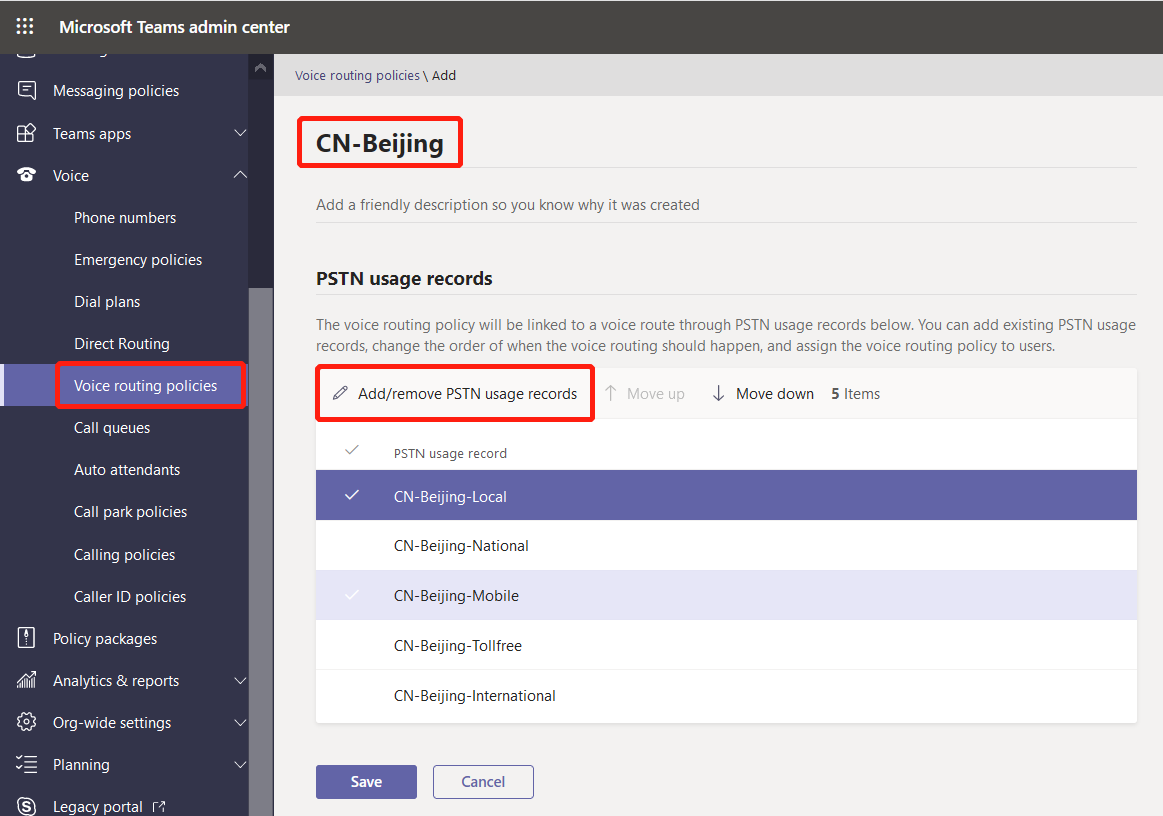 Microsoft Teams admin center
Messaging policies
Teams apps
Voice
Phone numbers
Emergency policies
Dial plans
Direct Routing
Voice routing policies
Call queues
Auto attendants
Call park policies
Calling policies
Caller ID policies
Policy packages
Analytics & reports
Org-wide settings
Planning
Legacy portal
Voice routing policies \ Add
CN-Beijing
Add a friendly description so you know why it was created
PSTN usage records
The voice routing policy will be linked to a voice route through PSTN usage records below. You can add existing PSTN usage
records, change the order of when the voice routing should happen, and assign the voice routing policy to users.
Add/remove PSTN usage records Move up Move down 5 Items
PSTN usage record
CN-Beijing-Local
CN-Beijing-National
CN-Beijing-Mobile
CN-Beijing-Tollfree
CN-Beijing-International
Save Cancel